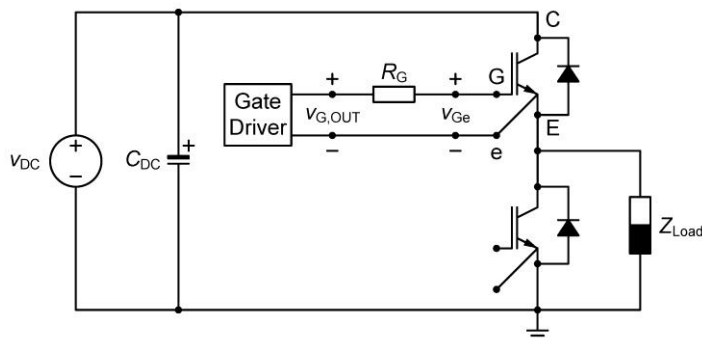 C
+
R_G
+
G
Gate
Driver
v_G,OUT
v_Ge
E
−
−
e
+
−
v_DC
C_DC
+
Z_Load